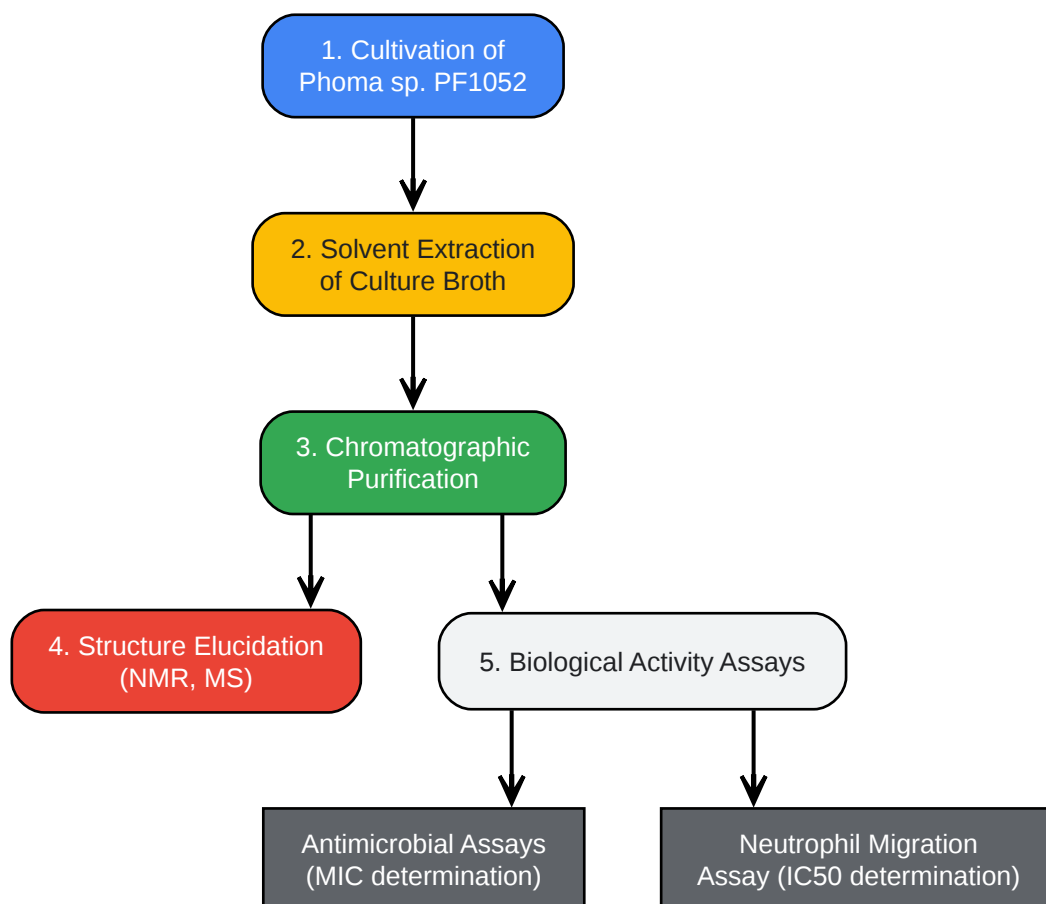 1. Cultivation of
Phoma sp. PF1052
2. Solvent Extraction
of Culture Broth
3. Chromatographic
Purification
4. Structure Elucidation
(NMR, MS)
5. Biological Activity Assays
Antimicrobial Assays
(MIC determination)
Neutrophil Migration
Assay (IC50 determination)